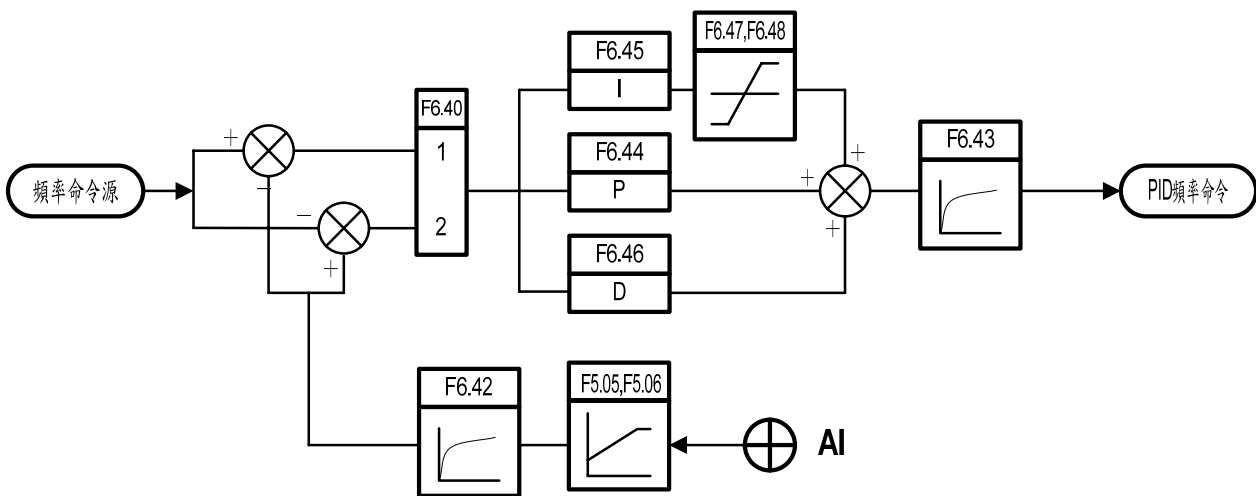 F6.45
I
F6.47,F6.48
F6.40
1
2
F6.44
P
F6.43
頻率命令源
PID頻率命令
+
−
−
+
+
+
+
F6.46
D
F6.42
F5.05,F5.06
AI